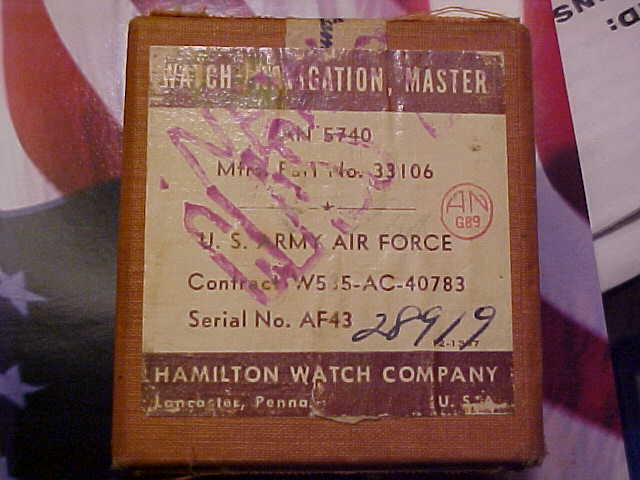 WATCH-NAVIGATION, MASTER
AN 5740
Mfrs. Part No. 33106
AN
G89
U. S. ARMY AIR FORCE
Contract W535-AC-40783
Serial No. AF43 28919
HAMILTON WATCH COMPANY
Lancaster, Penna. U. S. A.